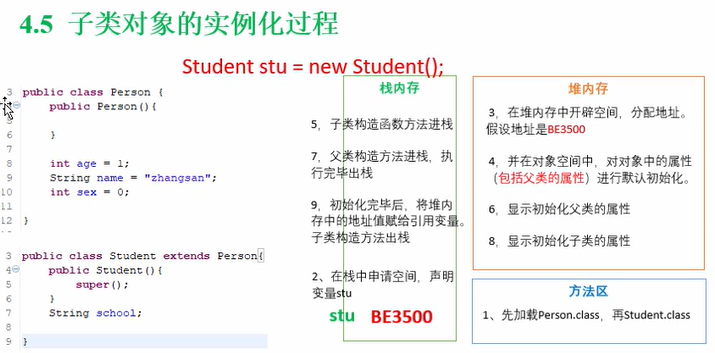 4.5 子类对象的实例化过程
Student stu = new Student();
3 public class Person {
public Person(){
5
6 }
7
8 int age = 1;
9 String name = "zhangsan";
10 int sex = 0;
11
12 }
3 public class Student extends Person{
4 public Student(){
5 super();
6 }
7 String school;
8
9 }
栈内存
5，子类构造函数方法进栈
7，父类构造方法进栈，执
行完毕出栈
9，初始化完毕后，将堆内
存中的地址值赋给引用变量。
子类构造方法出栈
2、在栈中申请空间，声明
变量stu
stu BE3500
堆内存
3，在堆内存中开辟空间，分配地址。
假设地址是BE3500
4，并在对象空间中，对对象中的属性
（包括父类的属性）进行默认初始化。
6，显示初始化父类的属性
8，显示初始化子类的属性
方法区
1、先加载Person.class，再Student.class